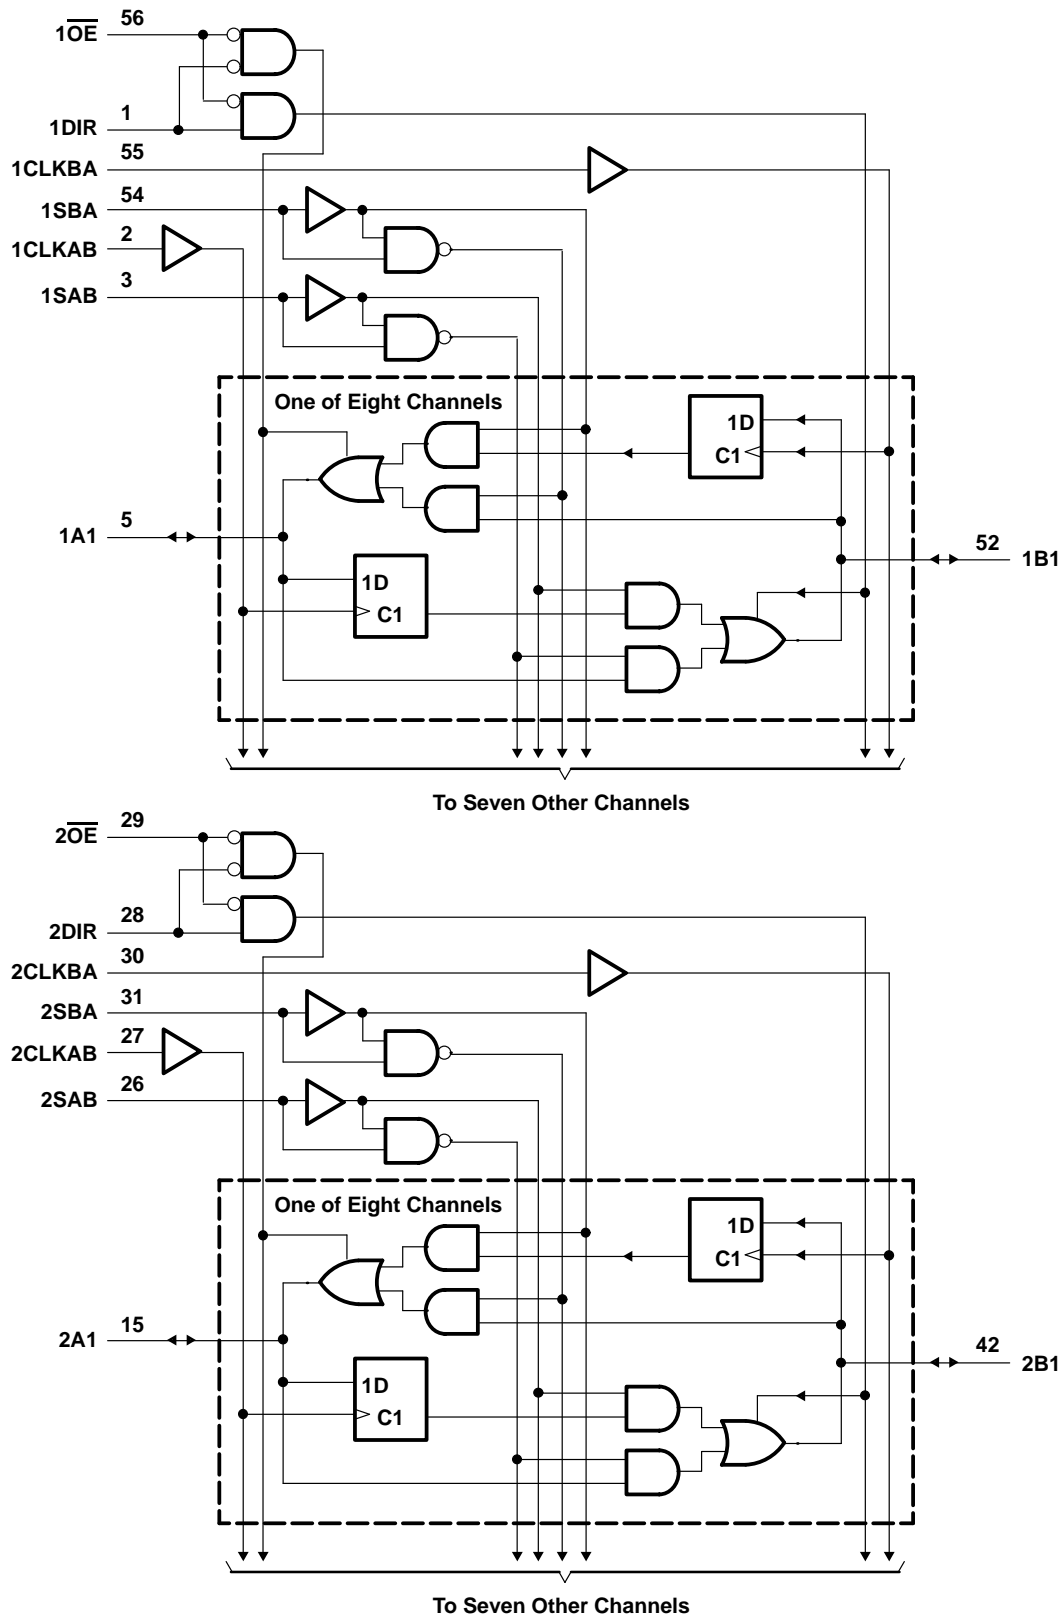 1O̅E̅ 56
1DIR 1
1CLKBA 55
1SBA 54
1CLKAB 2
1SAB 3
One of Eight Channels
1D
C1
1A1 5
52 1B1
1D
C1
To Seven Other Channels
2O̅E̅ 29
2DIR 28
2CLKBA 30
2SBA 31
2CLKAB 27
2SAB 26
One of Eight Channels
1D
C1
2A1 15
42 2B1
1D
C1
To Seven Other Channels